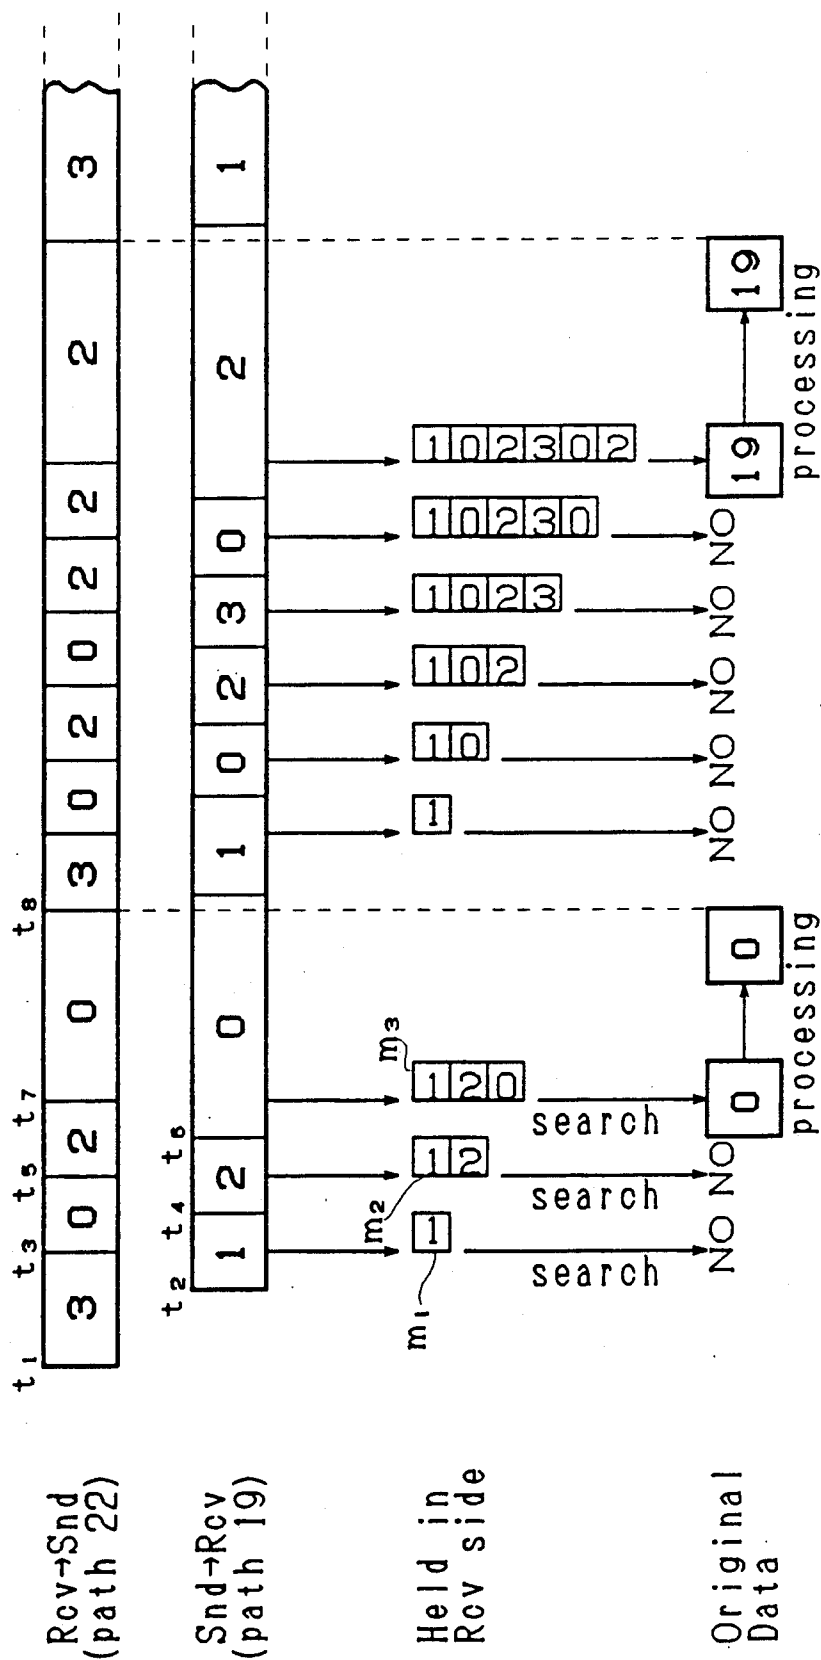 t1 t3 t5 t7 t8
Rcv→Snd
(path 22)
3 0 2 0 3 0 2 0 2 2 2 3
t2 t4 t6
Snd→Rcv
(path 19)
1 2 0 1 0 2 3 0 2 1
m1 m2 m3
Held in
Rcv side
1 12 120 1 10 102 1023 10230 102302
search search search
Original
Data
NO NO 0 0 NO NO NO NO NO 19 19
processing processing